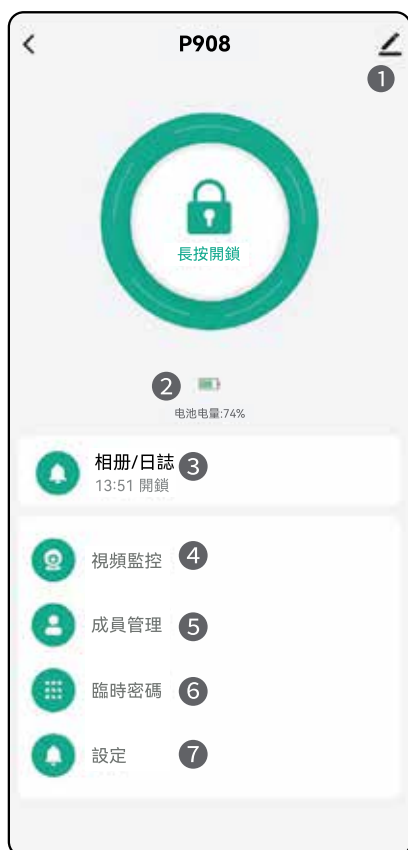 P908
1
長按開鎖
2
电池电量:74%
相册/日誌 3
13:51 開鎖
視頻監控 4
成員管理 5
臨時密碼 6
設定 7